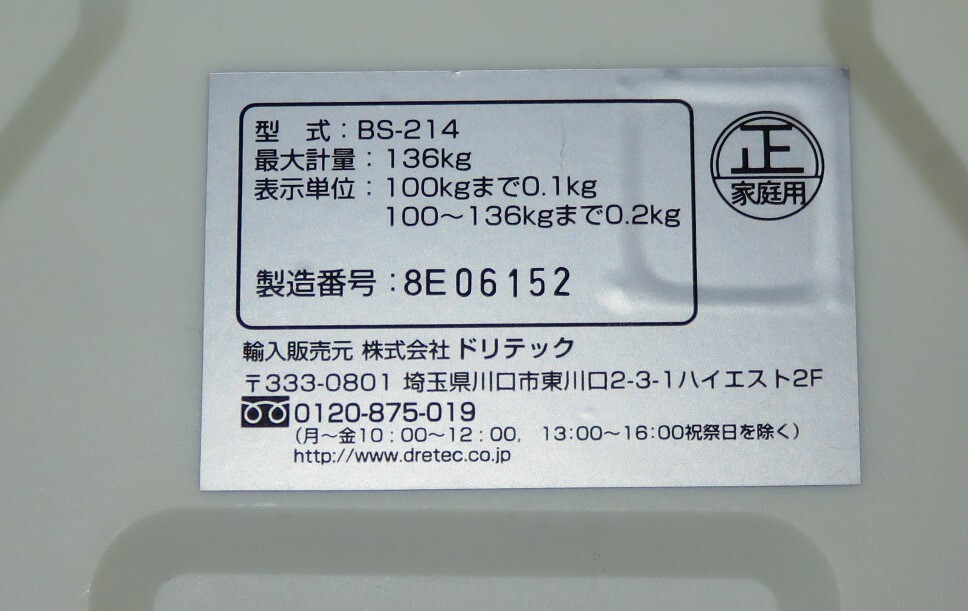 型　式：BS-214
最大計量：136kg
表示単位：100kgまで0.1kg
100～136kgまで0.2kg
製造番号：8E06152
正
家庭用
輸入販売元 株式会社 ドリテック
〒333-0801 埼玉県川口市東川口2-3-1ハイエスト2F
0120-875-019
（月～金10：00～12：00,　13:00～16:00祝祭日を除く）
http://www.dretec.co.jp